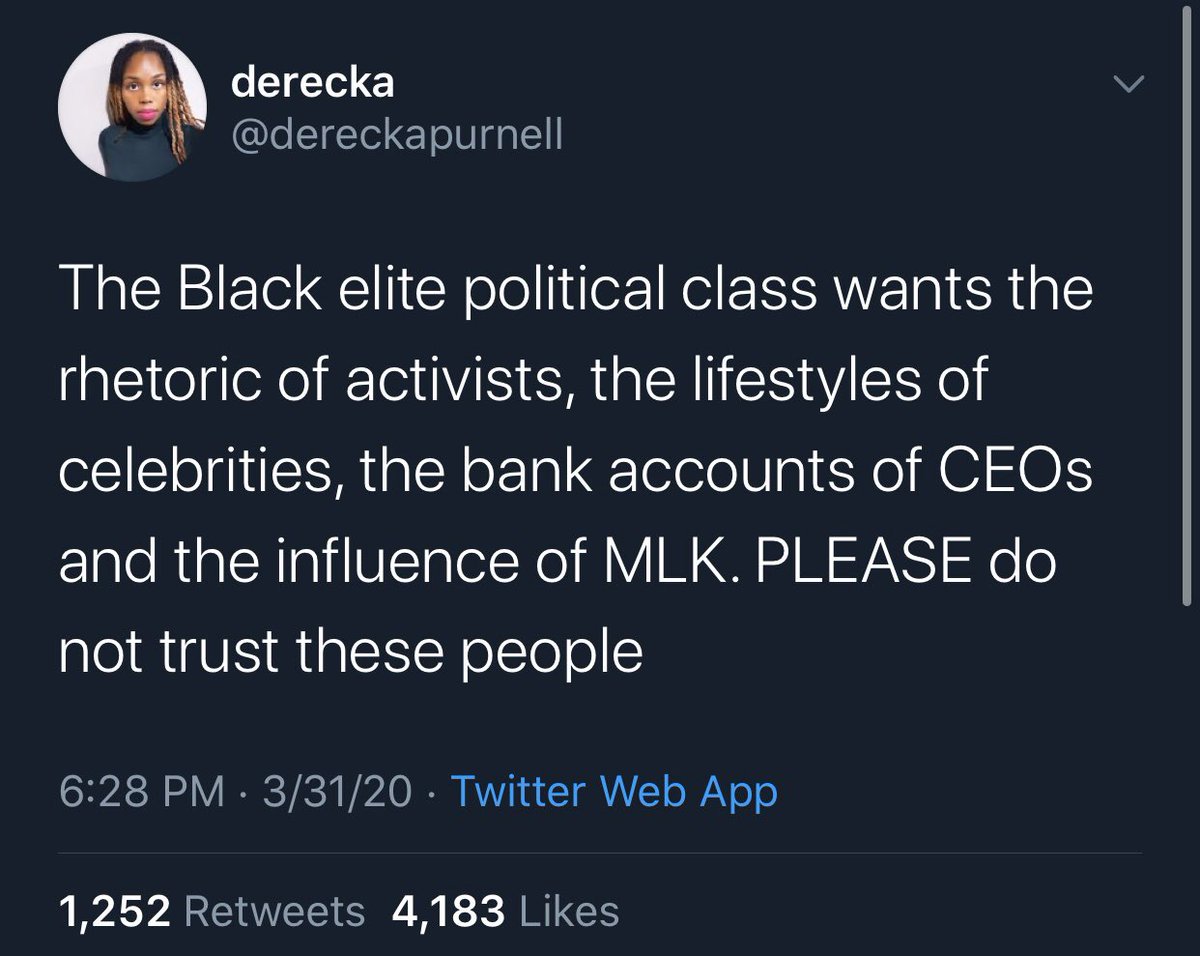 derecka
@dereckapurnell
The Black elite political class wants the
rhetoric of activists, the lifestyles of
celebrities, the bank accounts of CEOs
and the influence of MLK. PLEASE do
not trust these people
6:28 PM · 3/31/20 · Twitter Web App
1,252 Retweets 4,183 Likes